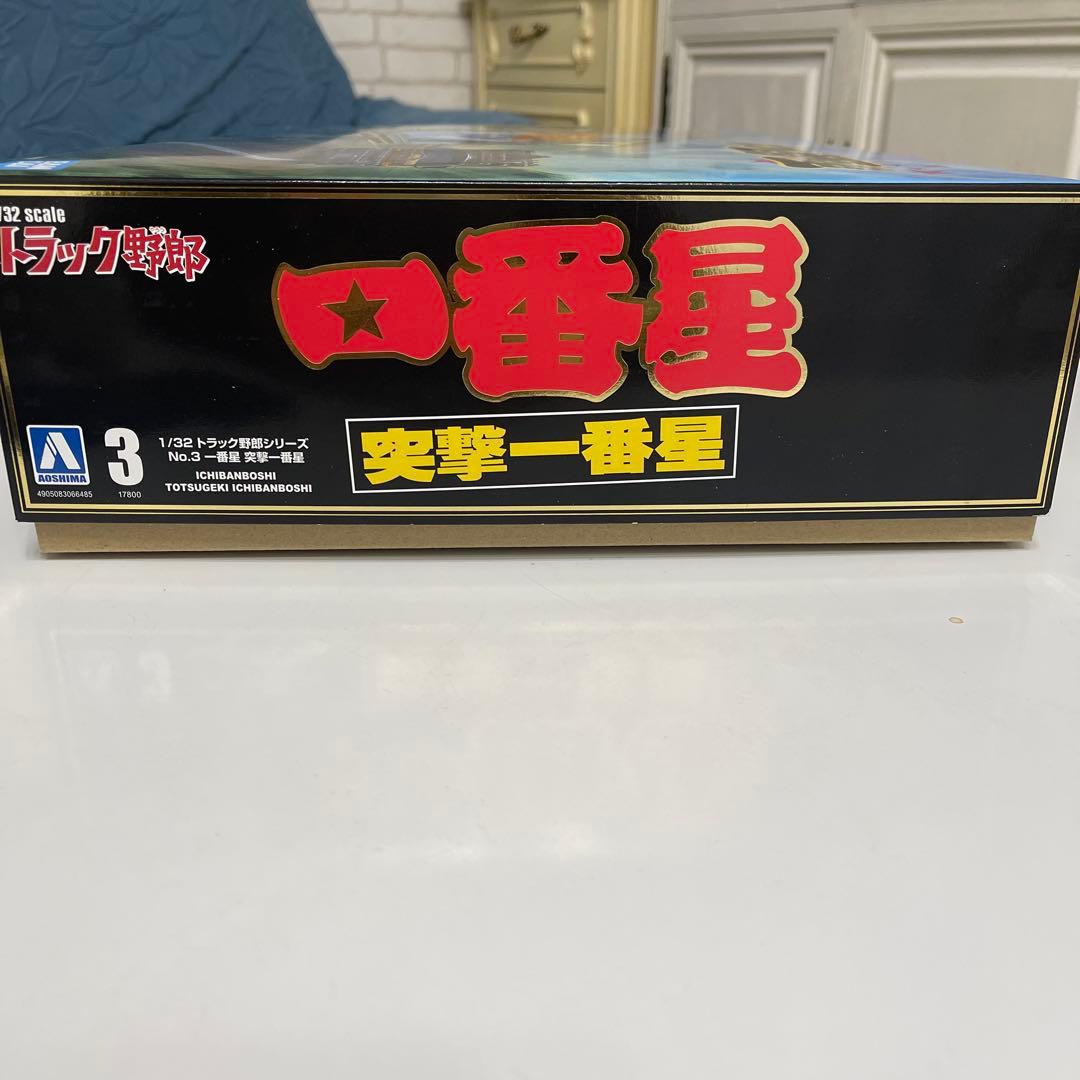 /32 scale
トラック野郎
一番星
突撃一番星
AOSHIMA
3
1/32 トラック野郎シリーズ
No.3 一番星 突撃一番星
ICHIBANBOSHI
TOTSUGEKI ICHIBANBOSHI
4905083066485
17800